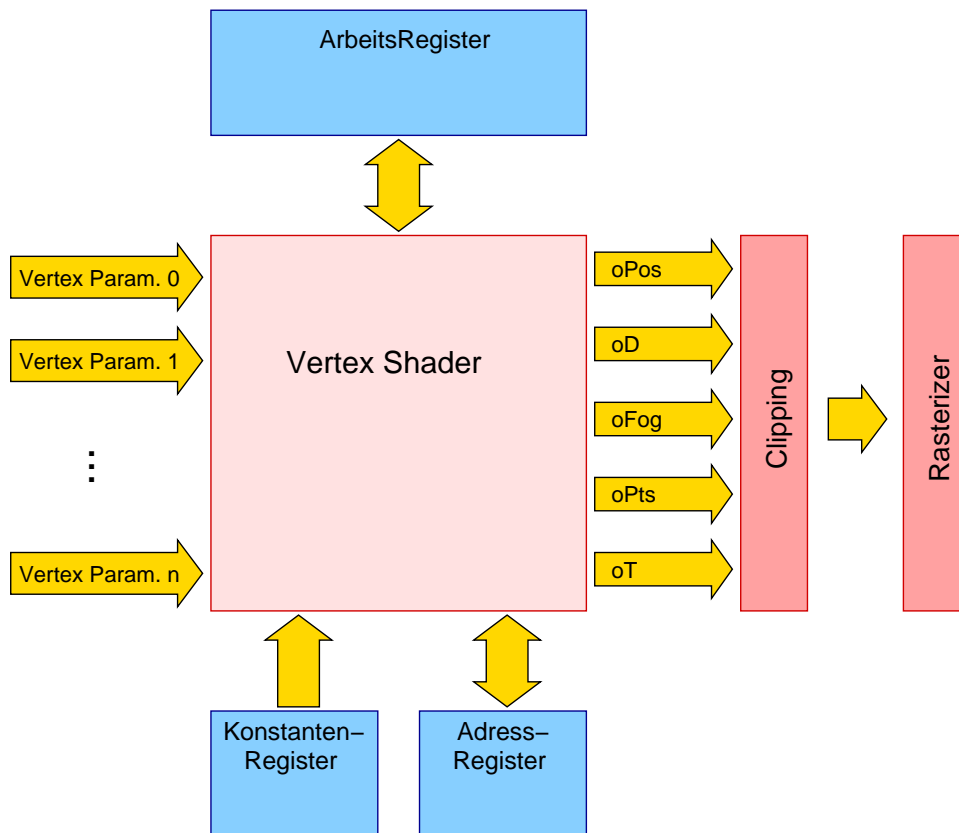 ArbeitsRegister
Vertex Param. 0
Vertex Param. 1
...
Vertex Param. n
Vertex Shader
oPos
oD
oFog
oPts
oT
Clipping
Rasterizer
Konstanten−
Register
Adress−
Register